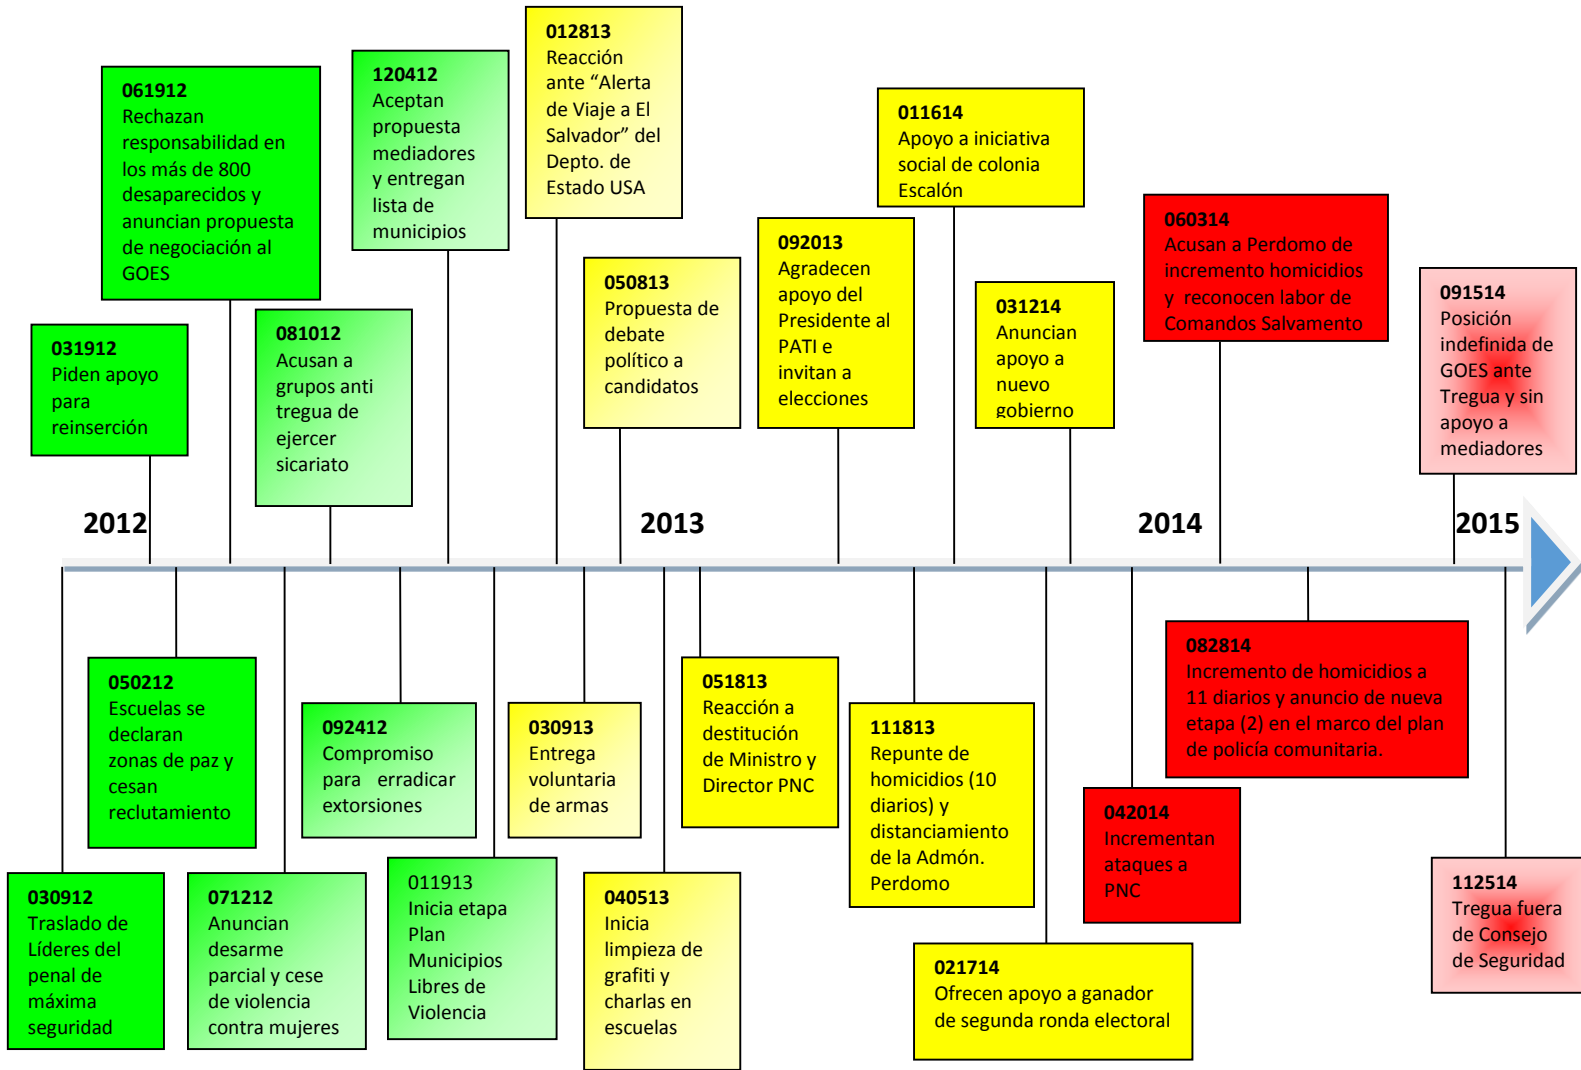 012813
Reacción
ante “Alerta
de Viaje a El
Salvador” del
Depto. de
Estado USA
120412
Aceptan
propuesta
mediadores
y entregan
lista de
municipios
061912
Rechazan
responsabilidad en
los más de 800
desaparecidos y
anuncian propuesta
de negociación al
GOES
011614
Apoyo a iniciativa
social de colonia
Escalón
060314
Acusan a Perdomo de
incremento homicidios
y reconocen labor de
Comandos Salvamento
092013
Agradecen
apoyo del
Presidente al
PATI e
invitan a
elecciones
050813
Propuesta de
debate
político a
candidatos
091514
Posición
indefinida de
GOES ante
Tregua y sin
apoyo a
mediadores
031214
Anuncian
apoyo a
nuevo
gobierno
081012
Acusan a
grupos anti
tregua de
ejercer
sicariato
031912
Piden apoyo
para
reinserción
2012
2013
2014
2015
050212
Escuelas se
declaran
zonas de paz y
cesan
reclutamiento
092412
Compromiso
para erradicar
extorsiones
030913
Entrega
voluntaria
de armas
051813
Reacción a
destitución
de Ministro y
Director PNC
111813
Repunte de
homicidios (10
diarios) y
distanciamiento
de la Admón.
Perdomo
082814
Incremento de homicidios a
11 diarios y anuncio de nueva
etapa (2) en el marco del plan
de policía comunitaria.
042014
Incrementan
ataques a
PNC
030912
Traslado de
Líderes del
penal de
máxima
seguridad
071212
Anuncian
desarme
parcial y cese
de violencia
contra mujeres
011913
Inicia etapa
Plan
Municipios
Libres de
Violencia
040513
Inicia
limpieza de
grafiti y
charlas en
escuelas
021714
Ofrecen apoyo a ganador
de segunda ronda electoral
112514
Tregua fuera
de Consejo
de Seguridad